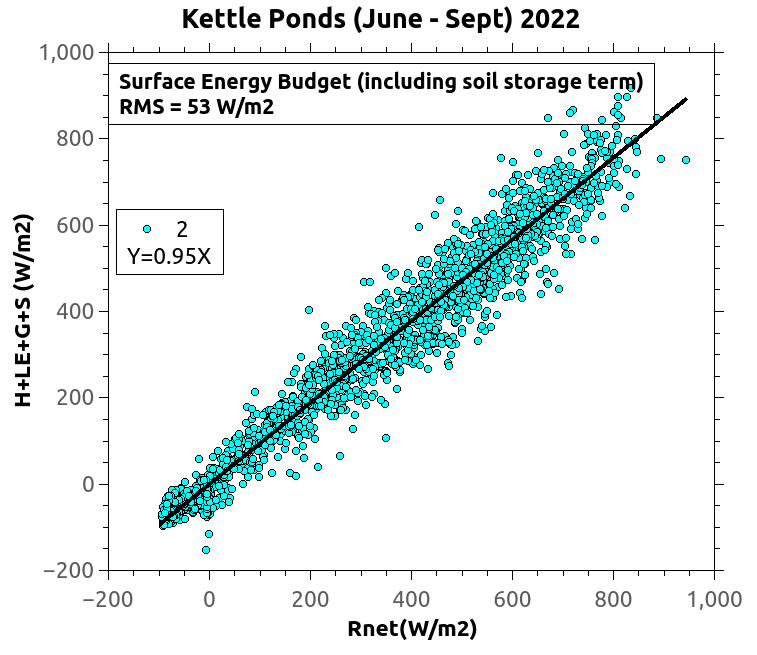 Kettle Ponds (June - Sept) 2022
1,000
Surface Energy Budget (including soil storage term)
RMS = 53 W/m2
800
2
Y=0.95X
600
400
200
0
−200
H+LE+G+S (W/m2)
−200 0 200 400 600 800 1,000
Rnet(W/m2)